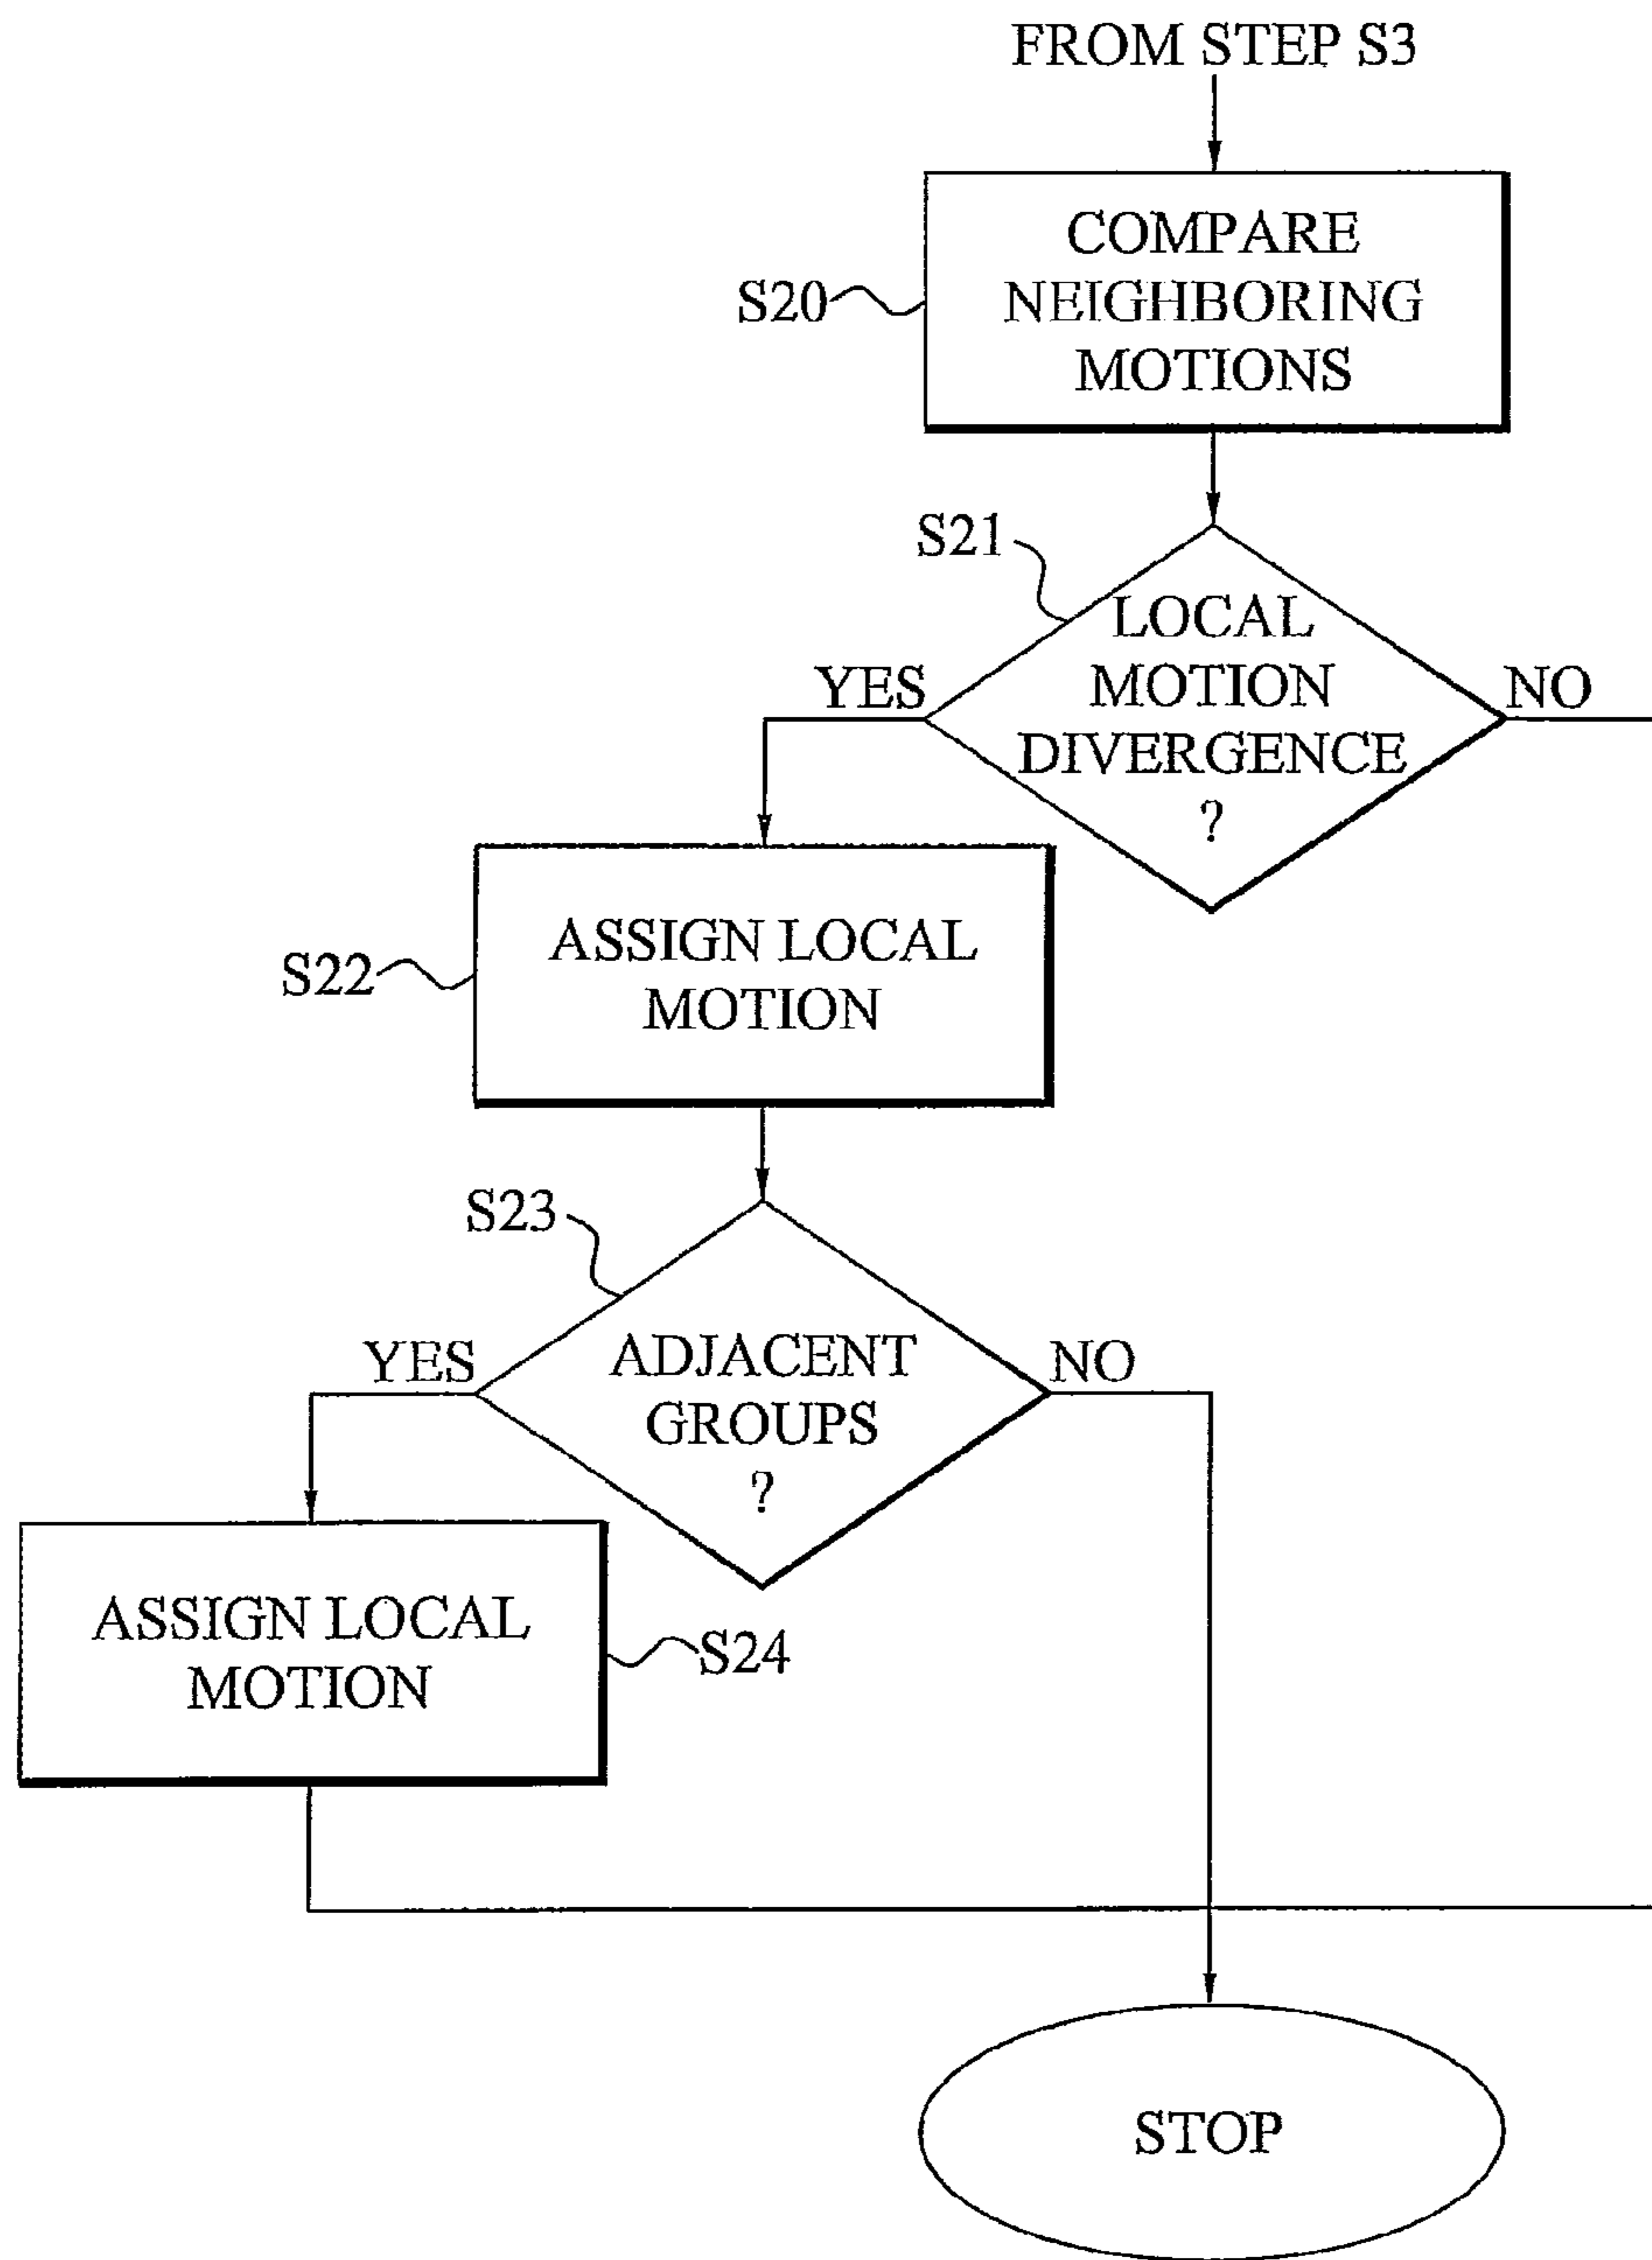 FROM STEP S3
COMPARE
NEIGHBORING
MOTIONS
S20
S21
LOCAL
MOTION
DIVERGENCE
?
YES
NO
ASSIGN LOCAL
MOTION
S22
S23
ADJACENT
GROUPS
?
YES
NO
ASSIGN LOCAL
MOTION
S24
STOP